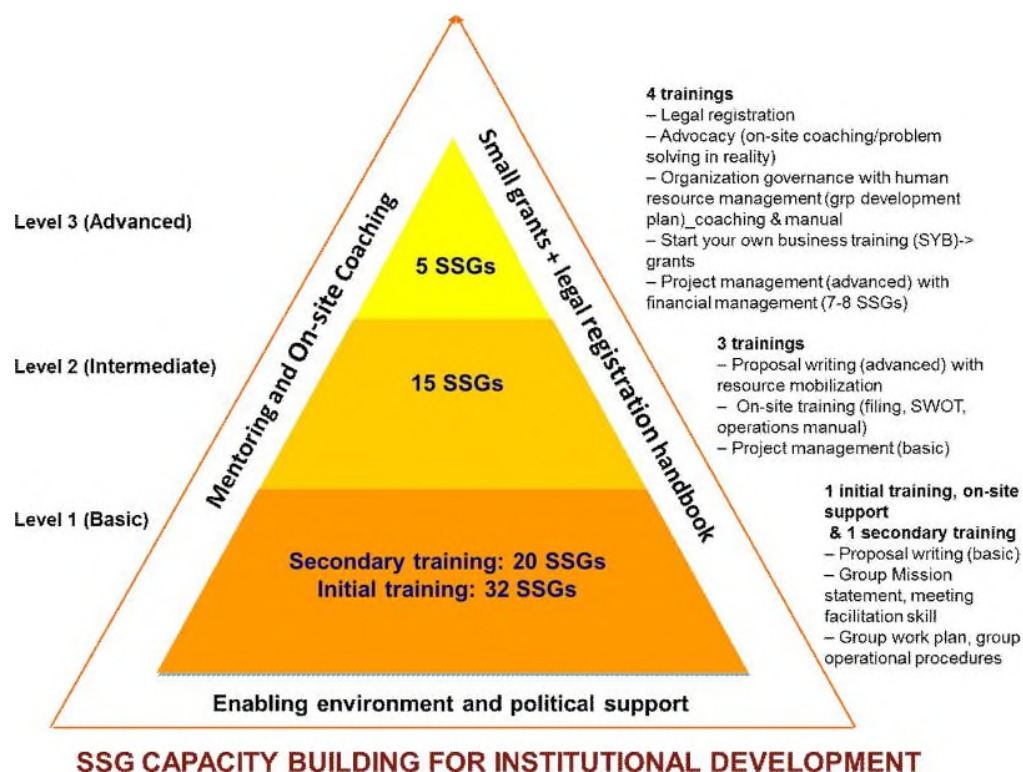 4 trainings
– Legal registration
– Advocacy (on-site coaching/problem
solving in reality)
– Organization governance with human
resource management (grp development
plan)_coaching & manual
– Start your own business training (SYB)->
grants
– Project management (advanced) with
financial management (7-8 SSGs)
Level 3 (Advanced)
5 SSGs
Mentoring and On-site Coaching
Small grants + legal registration handbook
3 trainings
– Proposal writing (advanced) with
resource mobilization
– On-site training (filing, SWOT,
operations manual)
– Project management (basic)
Level 2 (Intermediate)
15 SSGs
1 initial training, on-site
support
& 1 secondary training
– Proposal writing (basic)
– Group Mission
statement, meeting
facilitation skill
– Group work plan, group
operational procedures
Level 1 (Basic)
Secondary training: 20 SSGs
Initial training: 32 SSGs
Enabling environment and political support
SSG CAPACITY BUILDING FOR INSTITUTIONAL DEVELOPMENT